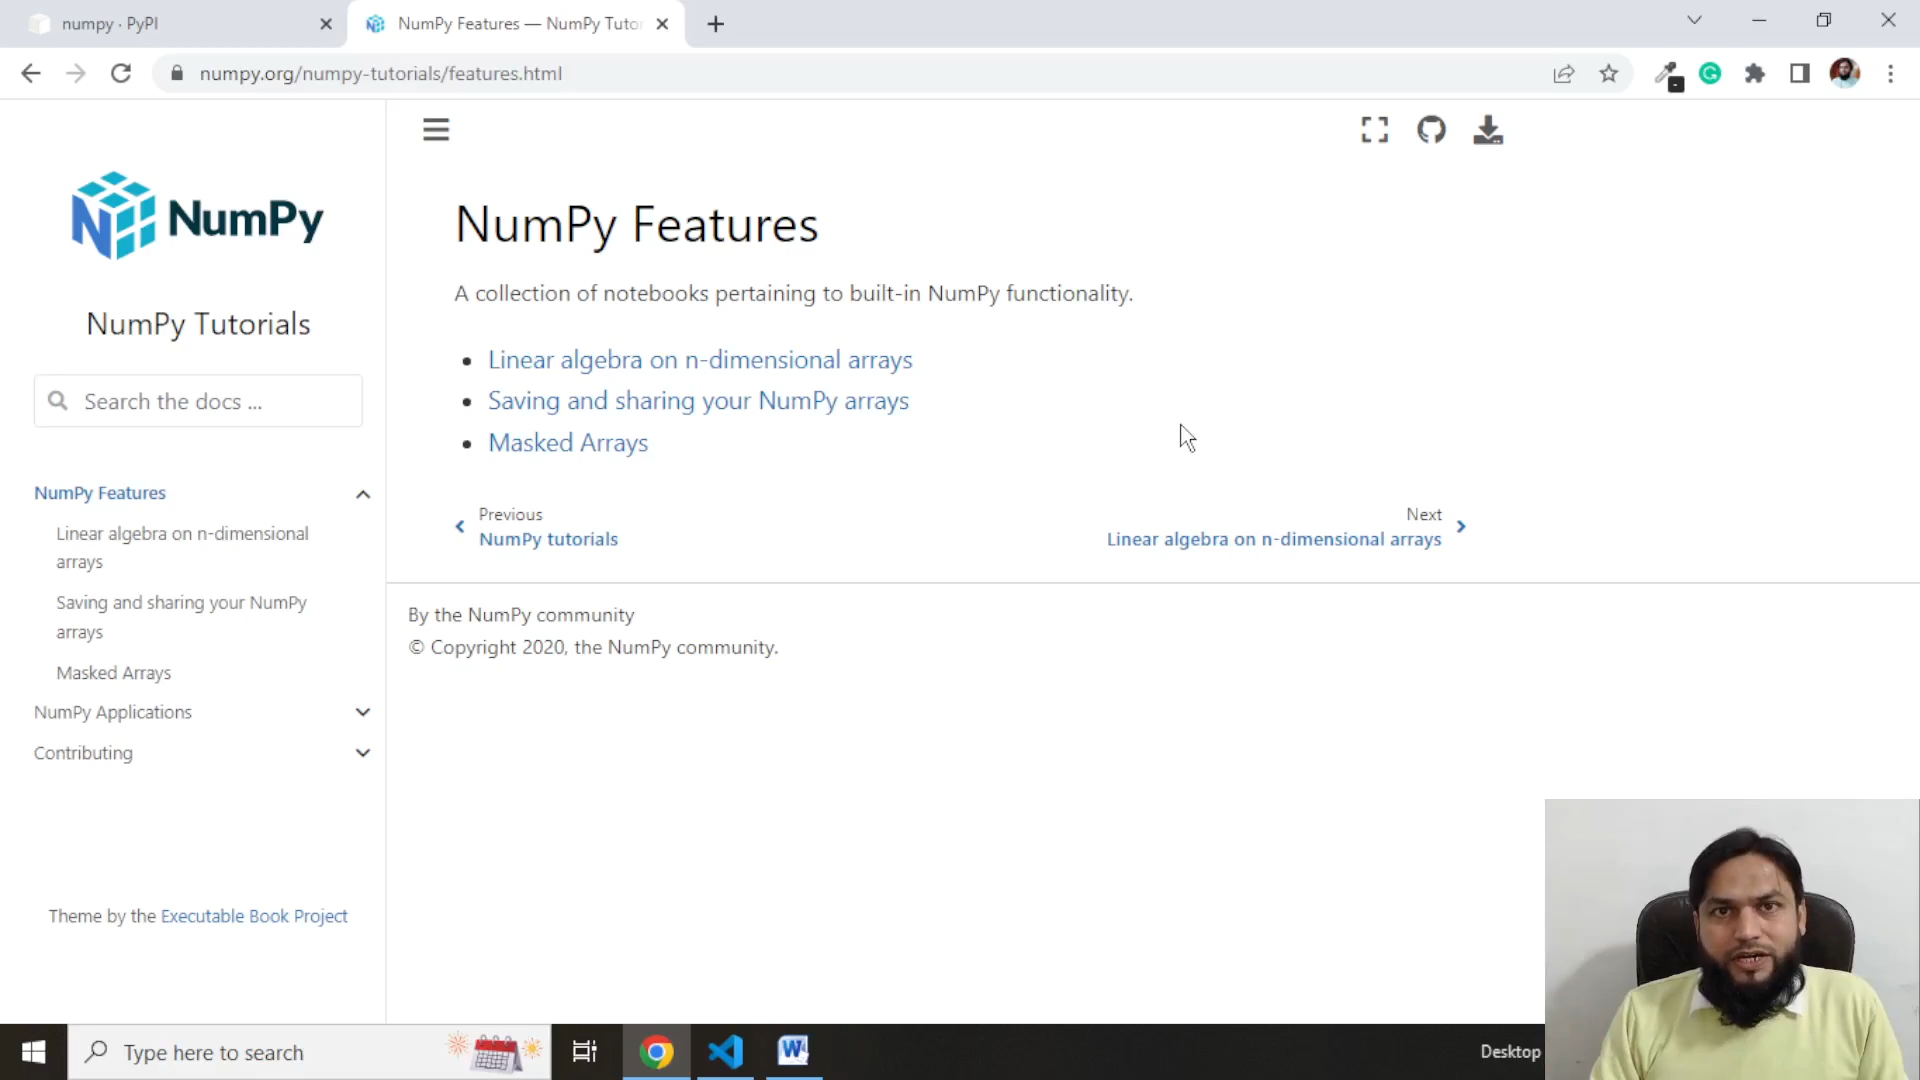 numpy · PyPI
NumPy Features — NumPy Tutor
numpy.org/numpy-tutorials/features.html
NumPy
NumPy Tutorials
Search the docs ...
NumPy Features
Linear algebra on n-dimensional
arrays
Saving and sharing your NumPy
arrays
Masked Arrays
NumPy Applications
Contributing
Theme by the Executable Book Project
NumPy Features
A collection of notebooks pertaining to built-in NumPy functionality.
Linear algebra on n-dimensional arrays
Saving and sharing your NumPy arrays
Masked Arrays
Previous
NumPy tutorials
Next
Linear algebra on n-dimensional arrays
By the NumPy community
© Copyright 2020, the NumPy community.
Type here to search
Desktop